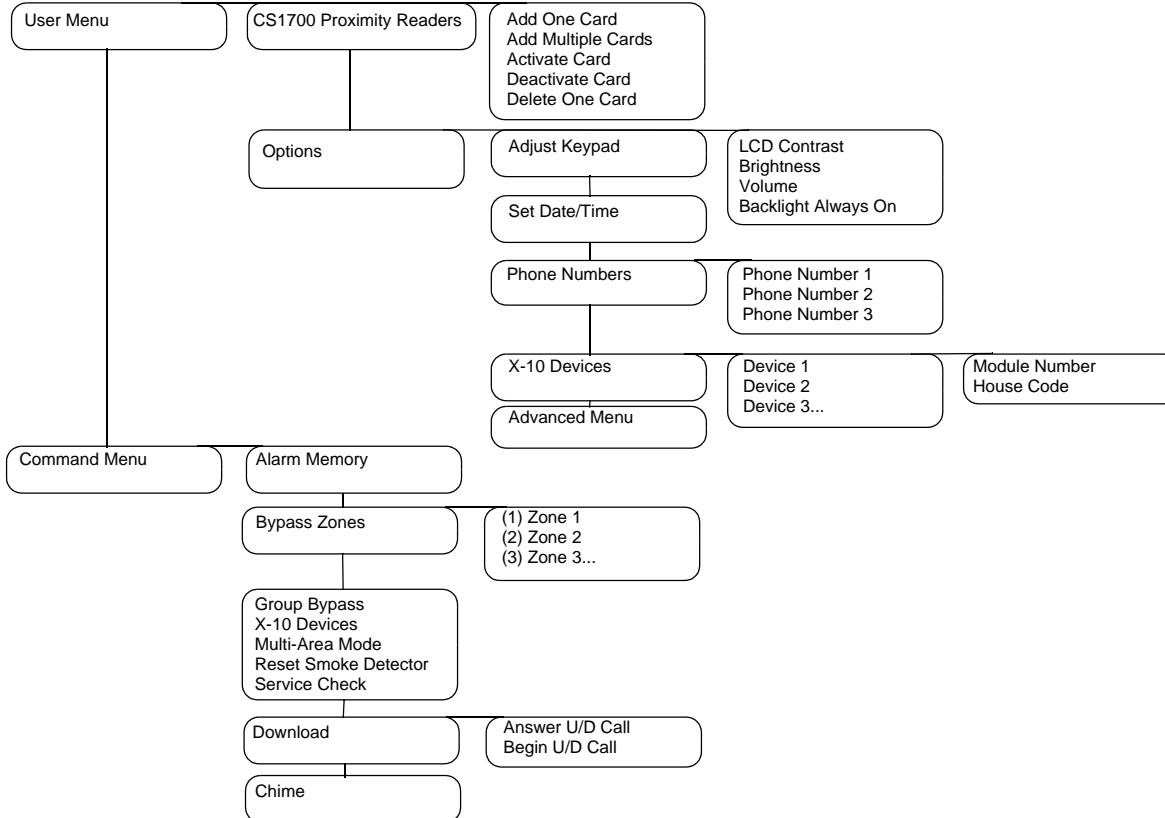 User Menu
CS1700 Proximity Readers
Add One Card
Add Multiple Cards
Activate Card
Deactivate Card
Delete One Card
Options
Adjust Keypad
LCD Contrast
Brightness
Volume
Backlight Always On
Set Date/Time
Phone Numbers
Phone Number 1
Phone Number 2
Phone Number 3
X-10 Devices
Device 1
Device 2
Device 3...
Module Number
House Code
Advanced Menu
Command Menu
Alarm Memory
Bypass Zones
(1) Zone 1
(2) Zone 2
(3) Zone 3...
Group Bypass
X-10 Devices
Multi-Area Mode
Reset Smoke Detector
Service Check
Download
Answer U/D Call
Begin U/D Call
Chime